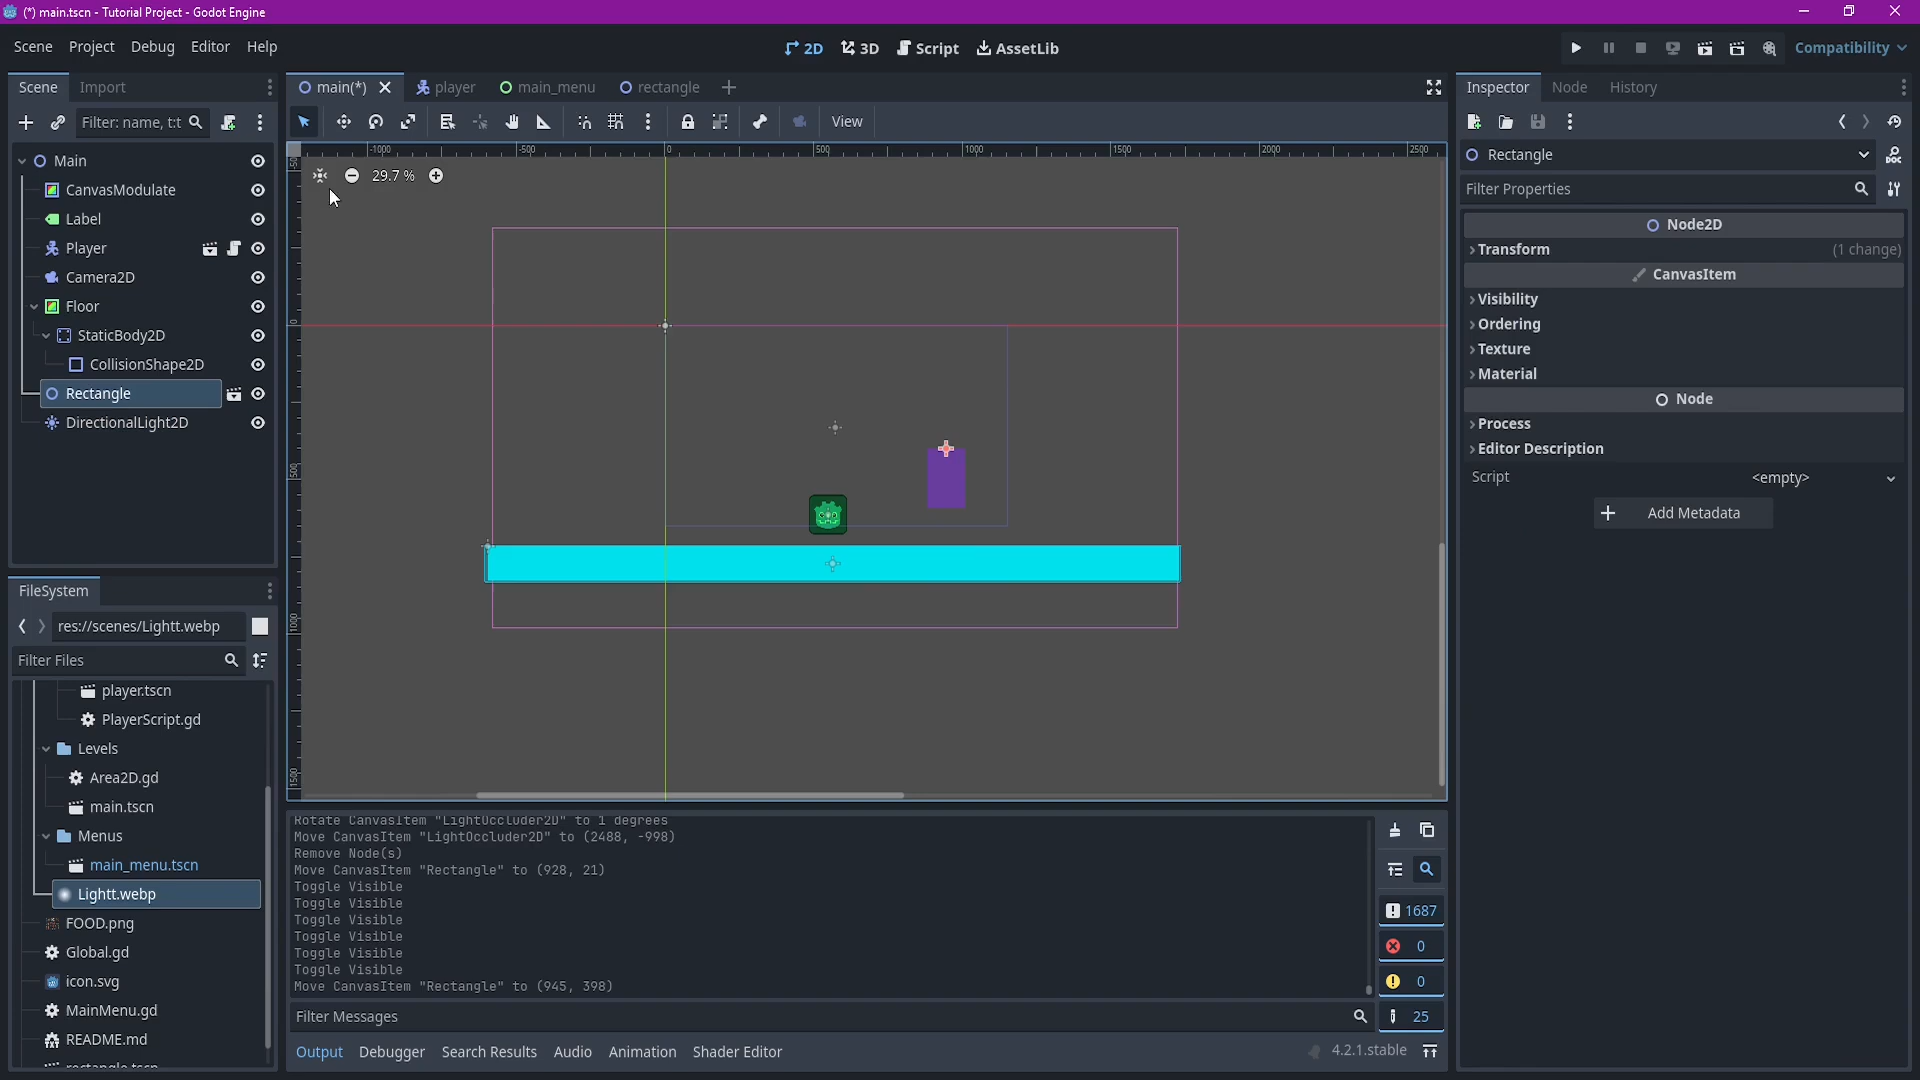 (*) main.tscn - Tutorial Project - Godot Engine
Scene Project Debug Editor Help
2D 3D Script AssetLib
Compatibility
Scene Import
main(*) player main_menu rectangle
Inspector Node History
Filter: name, t:t
View
Rectangle
Filter Properties
Main
CanvasModulate
Label
Player
Camera2D
Floor
StaticBody2D
CollisionShape2D
Rectangle
DirectionalLight2D
-1000 -500 0 500 1000 1500 2000 2500
29.7 %
0
500
1000
1500
Node2D
Transform (1 change)
CanvasItem
Visibility
Ordering
Texture
Material
Node
Process
Editor Description
Script <empty>
Add Metadata
FileSystem
res://scenes/Lightt.webp
Filter Files
player.tscn
PlayerScript.gd
Levels
Area2D.gd
main.tscn
Menus
main_menu.tscn
Lightt.webp
FOOD.png
Global.gd
icon.svg
MainMenu.gd
README.md
rectangle.tscn
Rotate CanvasItem "LightOccluder2D" to 1 degrees
Move CanvasItem "LightOccluder2D" to (2488, -998)
Remove Node(s)
Move CanvasItem "Rectangle" to (928, 21)
Toggle Visible
Toggle Visible
Toggle Visible
Toggle Visible
Toggle Visible
Toggle Visible
Move CanvasItem "Rectangle" to (945, 398)
1687
0
0
25
Filter Messages
Output Debugger Search Results Audio Animation Shader Editor
4.2.1.stable